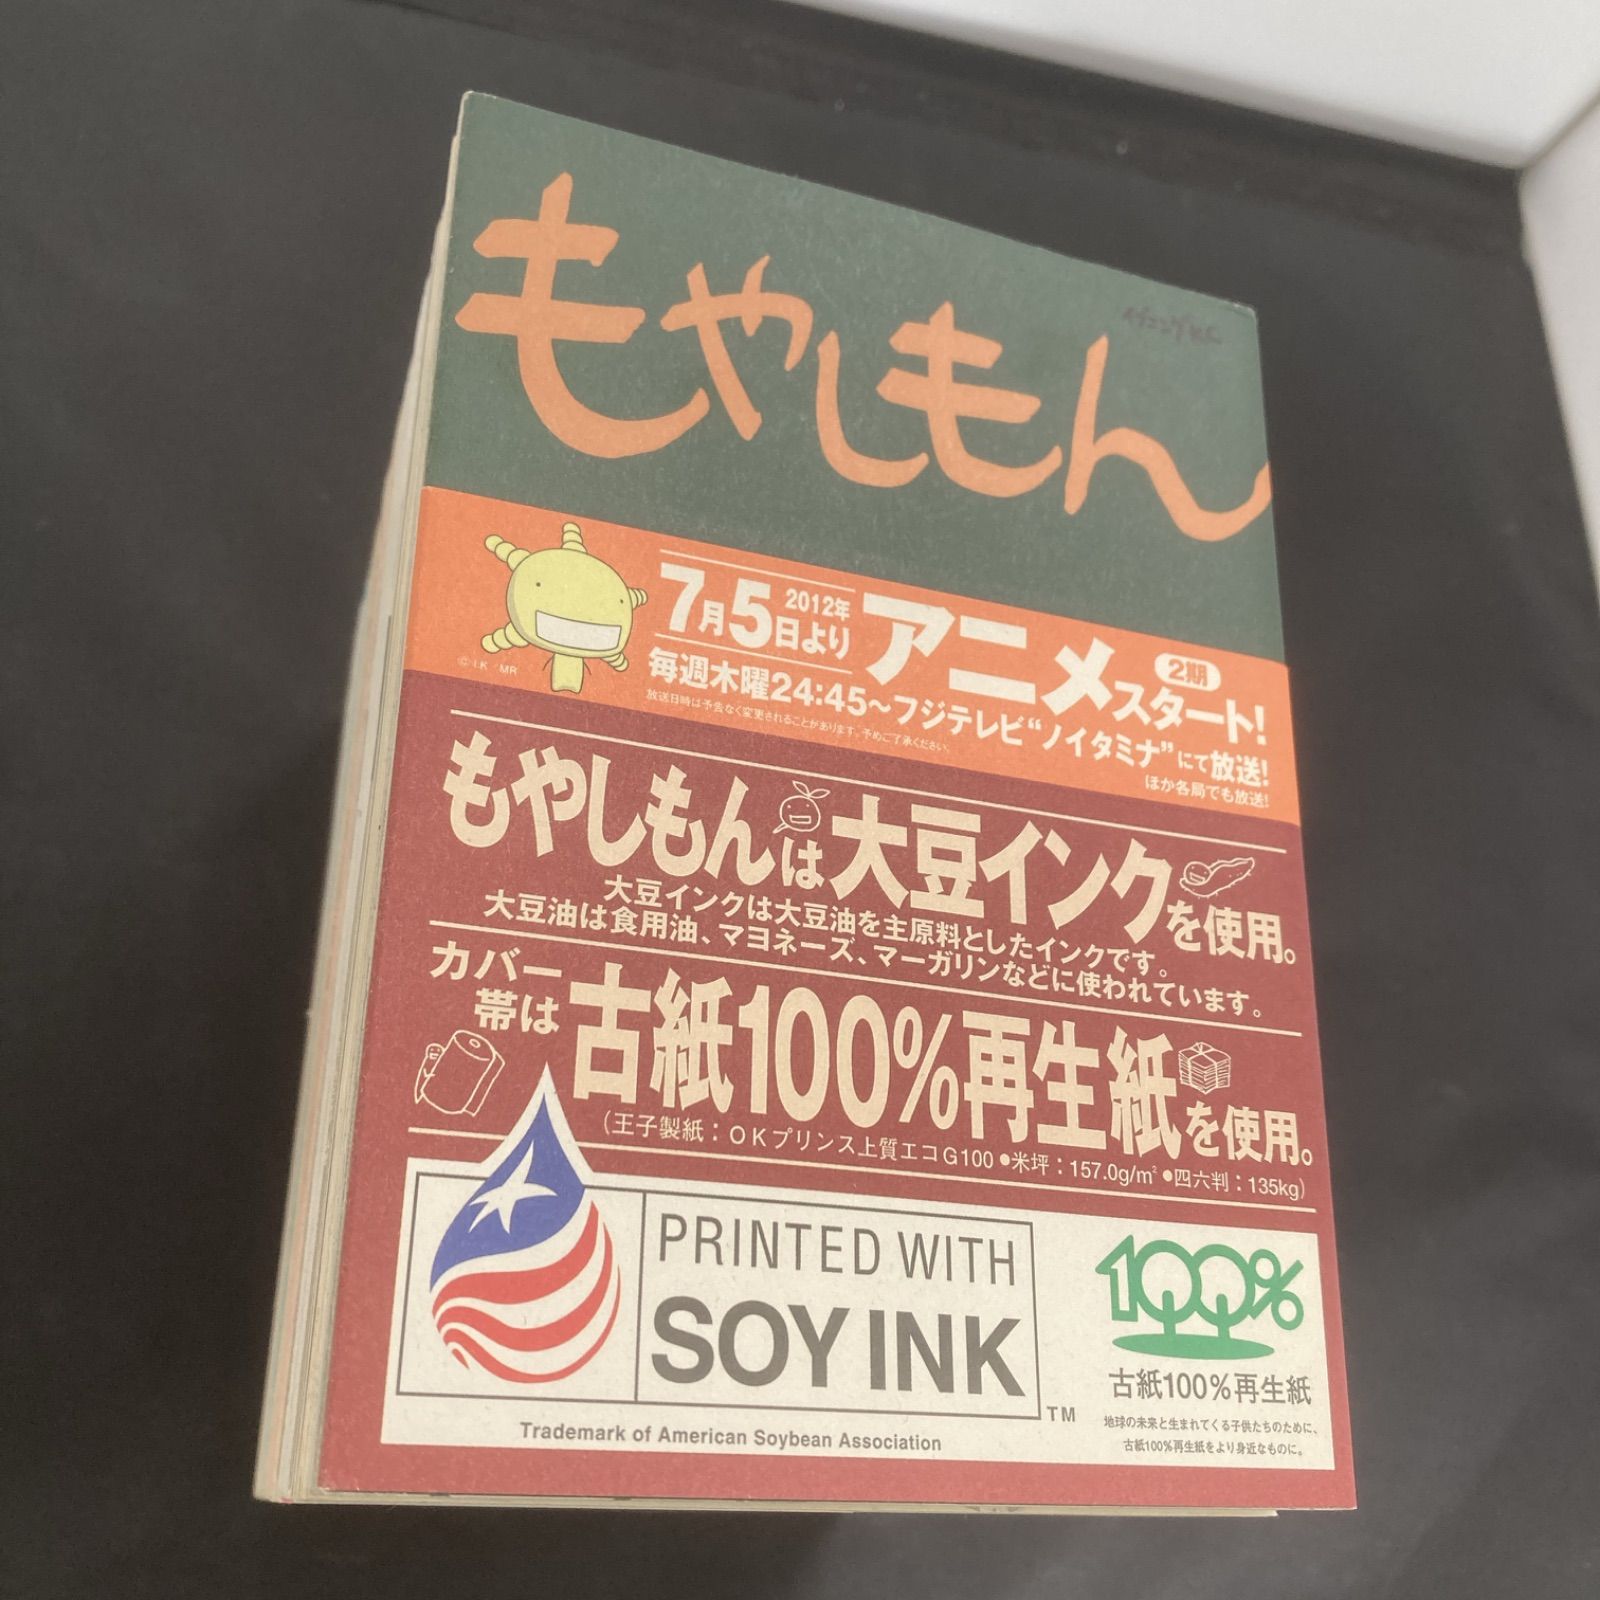 もやしもん
イブニングKC
7月5日より
2012年
アニメスタート!
2期
毎週木曜24:45~フジテレビ“ノイタミナ”にて放送!
放送日時は予告なく変更されることがあります。予めご了承ください。
ほか各局でも放送!
© I.K / MR
もやしもんは大豆インクを使用。
大豆インクは大豆油を主原料としたインクです。
大豆油は食用油、マヨネーズ、マーガリンなどに使われています。
カバー
帯は古紙100%再生紙を使用。
(王子製紙:OKプリンス上質エコG100●米坪:157.0g/m²●四六判:135kg)
PRINTED WITH
SOY INK
TM
Trademark of American Soybean Association
100%
古紙100%再生紙
地球の未来と生まれてくる子供たちのために、
古紙100%再生紙をより身近なものに。